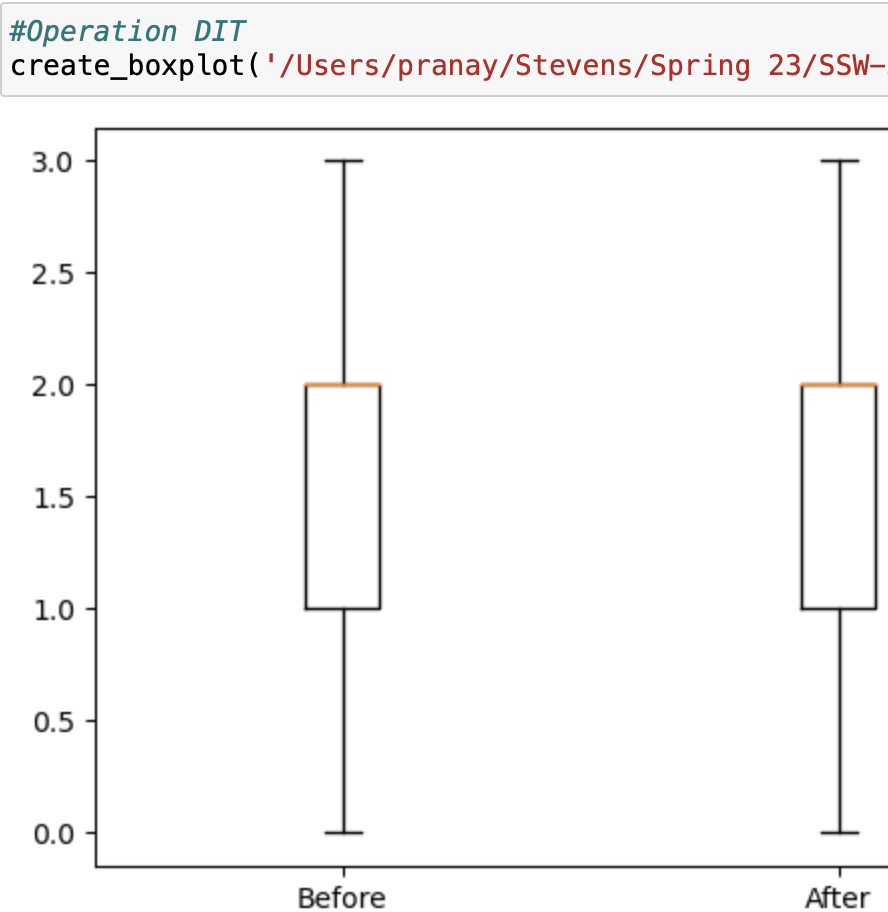 #Operation DIT
create_boxplot('/Users/pranay/Stevens/Spring 23/SSW-
3.0
2.5
2.0
1.5
1.0
0.5
0.0
Before
After